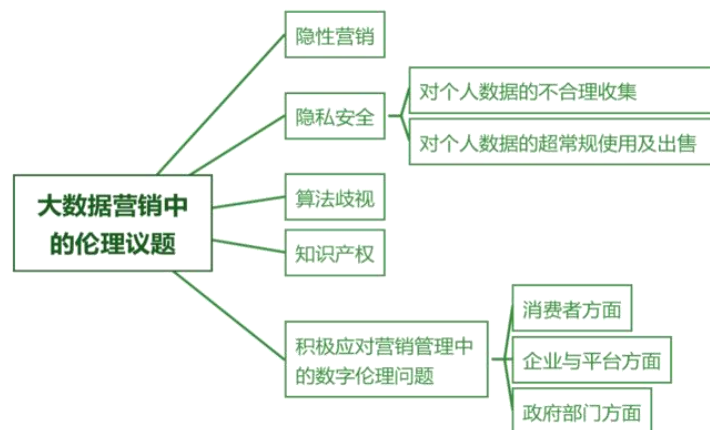 隐性营销
隐私安全
对个人数据的不合理收集
对个人数据的超常规使用及出售
大数据营销中
的伦理议题
算法歧视
知识产权
积极应对营销管理中
的数字伦理问题
消费者方面
企业与平台方面
政府部门方面